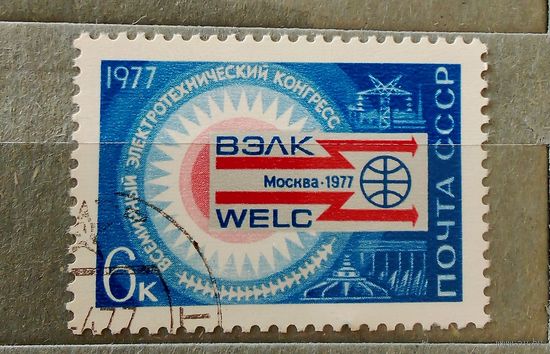 1977
ВСЕМИРНЫЙ ЭЛЕКТРОТЕХНИЧЕСКИЙ КОНГРЕСС
ВЭЛК
Москва·1977
WELC
6к
ПОЧТА СССР